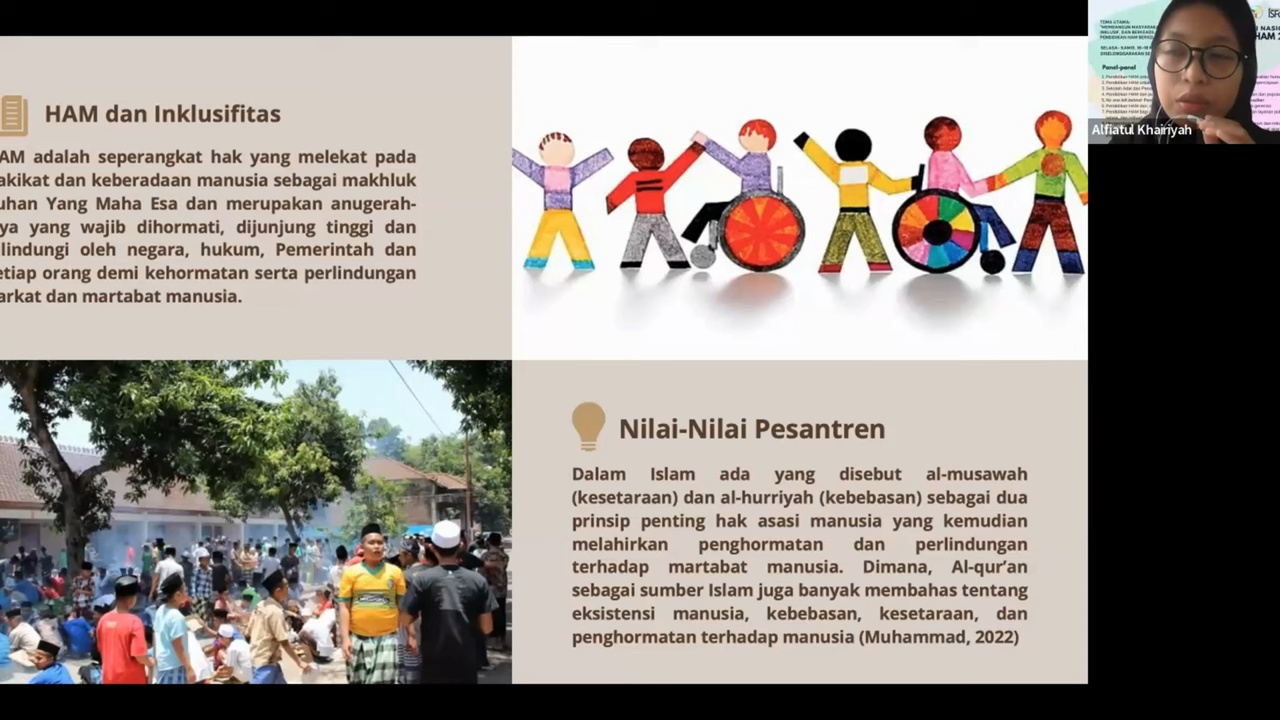 HAM dan Inklusifitas
AM adalah seperangkat hak yang melekat pada
akikat dan keberadaan manusia sebagai makhluk
uhan Yang Maha Esa dan merupakan anugerah-
ya yang wajib dihormati, dijunjung tinggi dan
lindungi oleh negara, hukum, Pemerintah dan
etiap orang demi kehormatan serta perlindungan
arkat dan martabat manusia.
Nilai-Nilai Pesantren
Dalam Islam ada yang disebut al-musawah
(kesetaraan) dan al-hurriyah (kebebasan) sebagai dua
prinsip penting hak asasi manusia yang kemudian
melahirkan penghormatan dan perlindungan
terhadap martabat manusia. Dimana, Al-qur’an
sebagai sumber Islam juga banyak membahas tentang
eksistensi manusia, kebebasan, kesetaraan, dan
penghormatan terhadap manusia (Muhammad, 2022)
TEMA UTAMA:
Panel-panel
Alfiatul Khairiyah